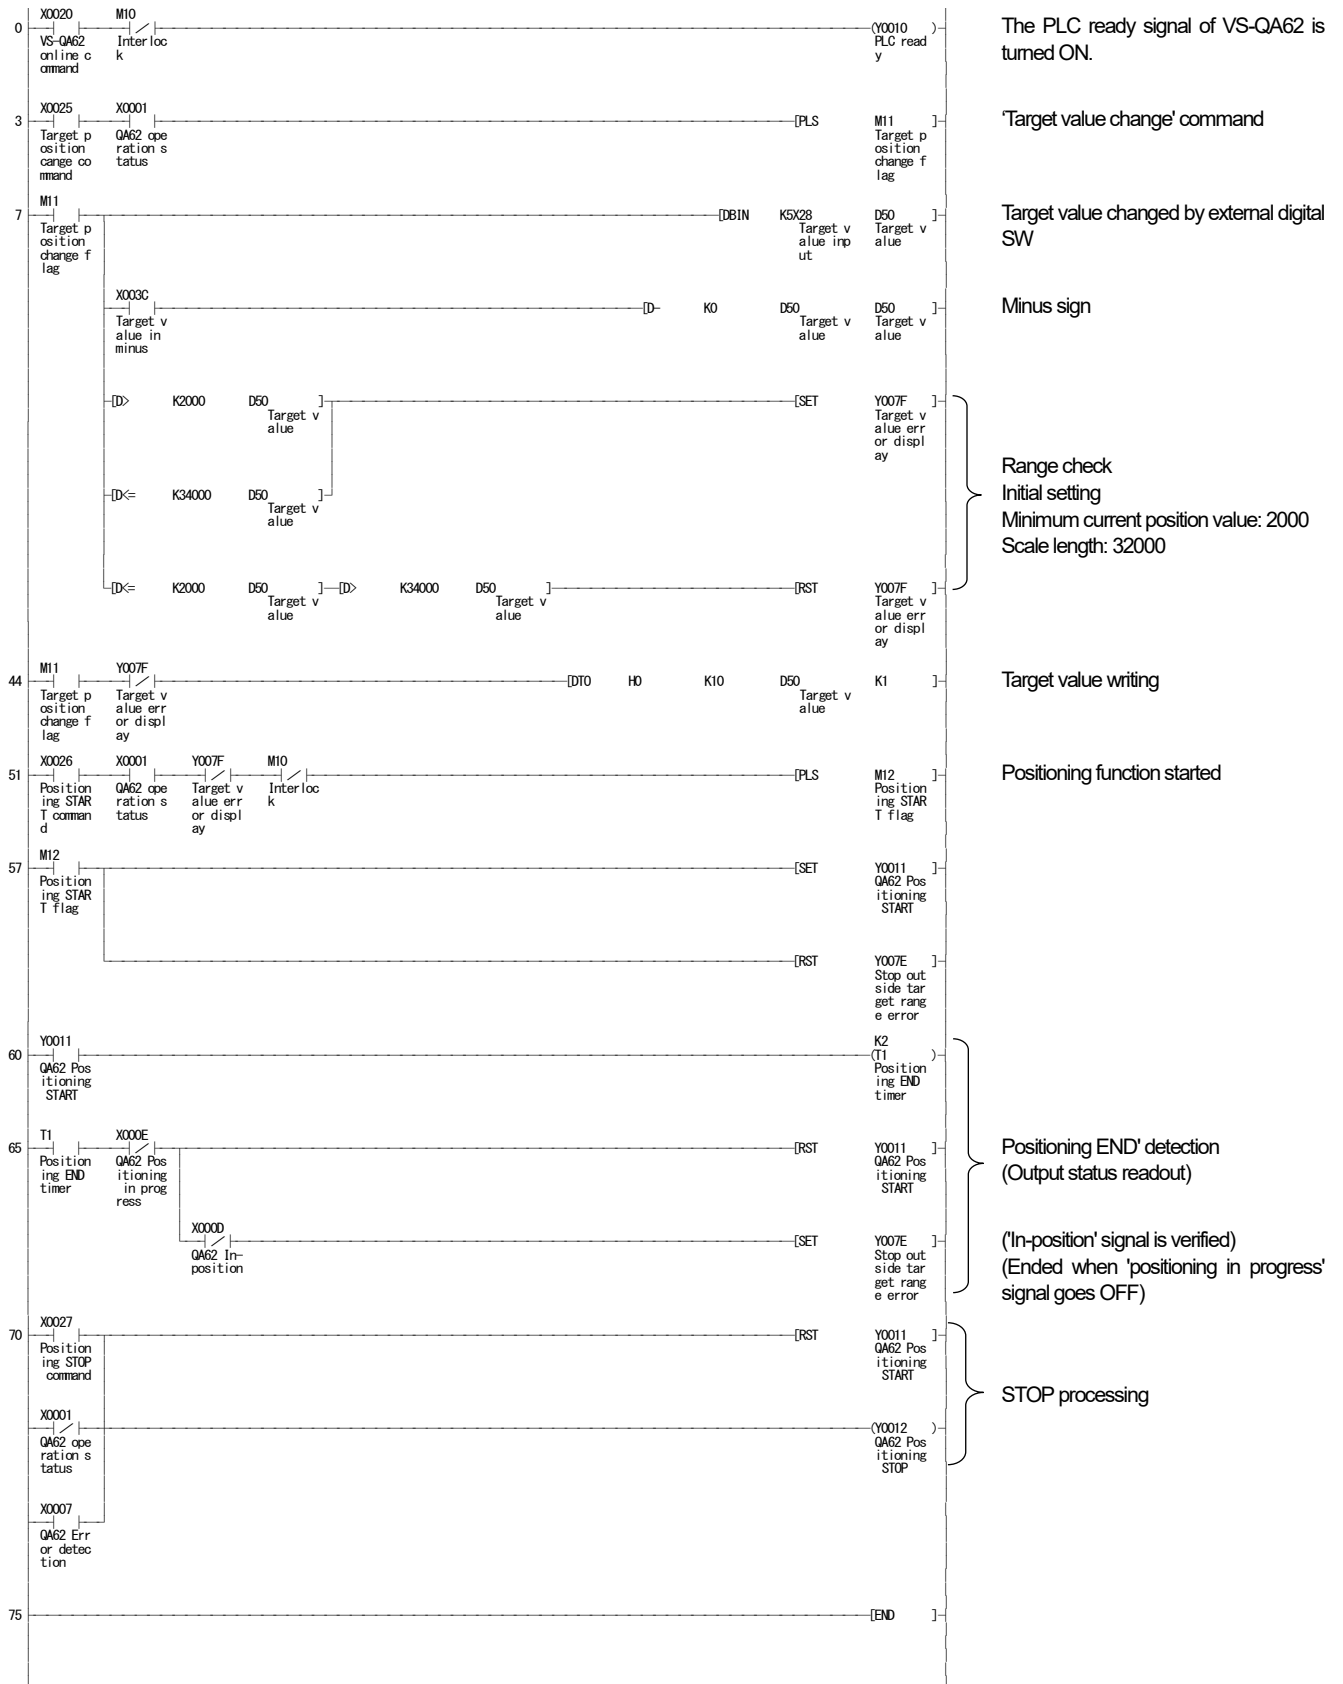 X0020 M10
0 (Y0010 )
VS-QA62 Interloc PLC read
online c k y
ommand
The PLC ready signal of VS-QA62 is
turned ON.
X0025 X0001
3 [PLS M11 ]
Target p QA62 ope Target p
osition ration s osition
cange co tatus change f
mmand lag
‘Target value change' command
M11
7 [DBIN K5X28 D50 ]
Target p Target v Target v
osition alue inp alue
change f ut
lag
Target value changed by external digital
SW
X003C
[D- K0 D50 D50 ]
Target v Target v Target v
alue in alue alue
minus
Minus sign
[D> K2000 D50 ] [SET Y007F ]
Target v Target v
alue alue err
or displ
ay
[D<= K34000 D50 ]
Target v
alue
Range check
Initial setting
Minimum current position value: 2000
Scale length: 32000
[D<= K2000 D50 ] [D> K34000 D50 ] [RST Y007F ]
Target v Target v Target v
alue alue alue err
or displ
ay
M11 Y007F
44 [DTO H0 K10 D50 K1 ]
Target p Target v Target v
osition alue err alue
change f or displ
lag ay
Target value writing
X0026 X0001 Y007F M10
51 [PLS M12 ]
Position QA62 ope Target v Interloc Position
ing STAR ration s alue err k ing STAR
T comman tatus or displ T flag
d ay
Positioning function started
M12
57 [SET Y0011 ]
Position QA62 Pos
ing STAR itioning
T flag START
[RST Y007E ]
Stop out
side tar
get rang
e error
Y0011 K2
60 (T1 )
QA62 Pos Position
itioning ing END
START timer
T1 X000E
65 [RST Y0011 ]
Position QA62 Pos QA62 Pos
ing END itioning itioning
timer in prog START
ress
Positioning END' detection
(Output status readout)
X000D
[SET Y007E ]
QA62 In- Stop out
position side tar
get rang
e error
('In-position' signal is verified)
(Ended when 'positioning in progress'
signal goes OFF)
X0027
70 [RST Y0011 ]
Position QA62 Pos
ing STOP itioning
command START
STOP processing
X0001
(Y0012 )
QA62 ope QA62 Pos
ration s itioning
tatus STOP
X0007
QA62 Err
or detec
tion
75 [END ]